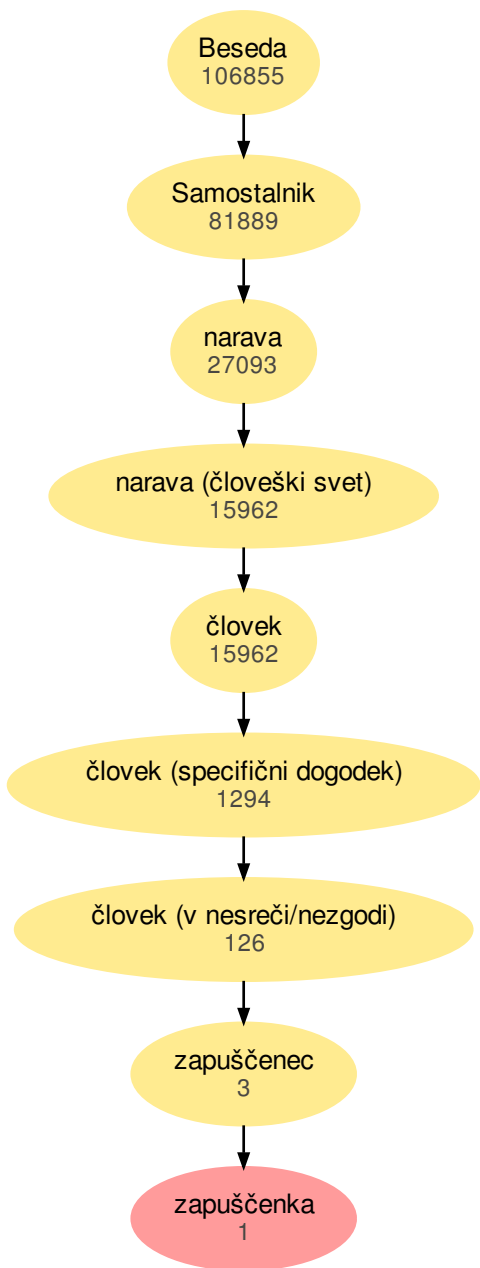 Beseda
106855
Samostalnik
81889
narava
27093
narava (človeški svet)
15962
človek
15962
človek (specifični dogodek)
1294
človek (v nesreči/nezgodi)
126
zapuščenec
3
zapuščenka
1